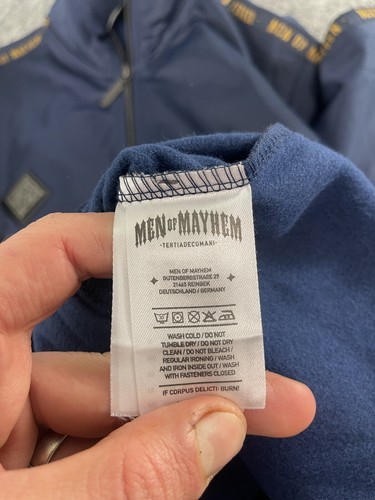 MEN OF MAYHEM
-TERTIADECOMANI-
MEN OF MAYHEM
GUTENBERGSTRAßE 29
21465 REINBEK
DEUTSCHLAND / GERMANY
WASH COLD / DO NOT
TUMBLE DRY / DO NOT DRY
CLEAN / DO NOT BLEACH /
REGULAR IRONING / WASH
AND IRON INSIDE OUT / WASH
WITH FASTENERS CLOSED
IF CORPUS DELICTI: BURN!